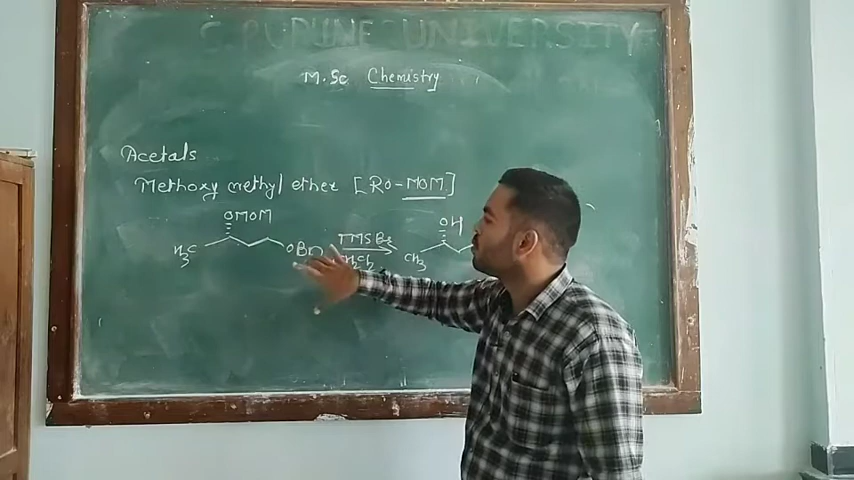 M.Sc Chemistry
Acetals
Methoxy methyl ether [RO-MOM]
OMOM
OH
H3C
OBn
TMSBr
CH3